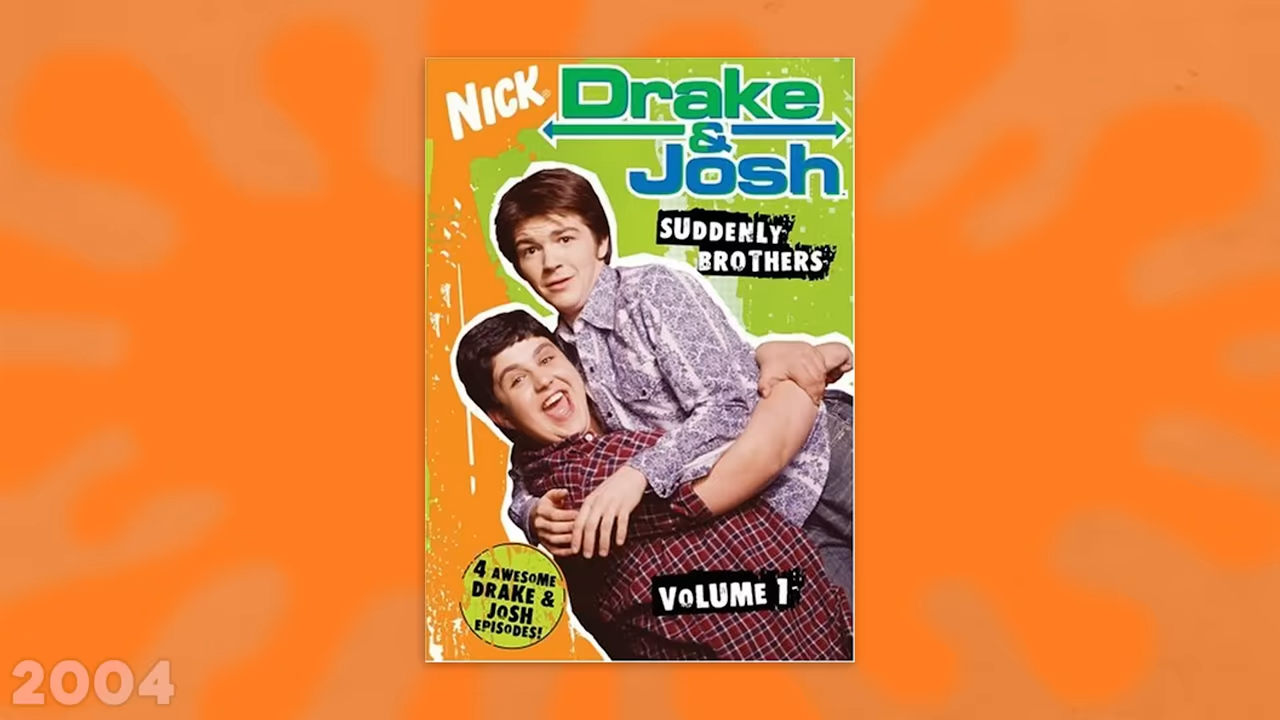 NICK
Drake
&
Josh
SUDDENLY
BROTHERS
4 AWESOME
DRAKE &
JOSH
EPISODES!
VOLUME 1
2004